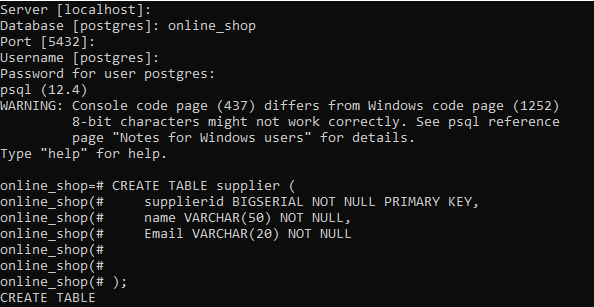 Server [localhost]:
Database [postgres]: online_shop
Port [5432]:
Username [postgres]:
Password for user postgres:
psql (12.4)
WARNING: Console code page (437) differs from Windows code page (1252)
         8-bit characters might not work correctly. See psql reference
         page "Notes for Windows users" for details.
Type "help" for help.

online_shop=# CREATE TABLE supplier (
online_shop(#     supplierid BIGSERIAL NOT NULL PRIMARY KEY,
online_shop(#     name VARCHAR(50) NOT NULL,
online_shop(#     Email VARCHAR(20) NOT NULL
online_shop(#
online_shop(#
online_shop(# );
CREATE TABLE